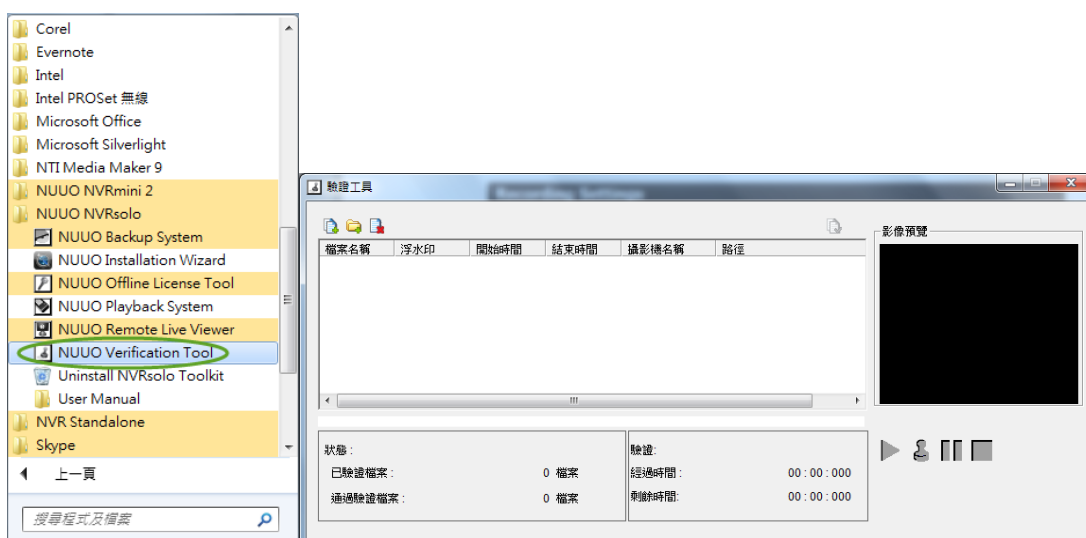 Corel
Evernote
Intel
Intel PROSet 無線
Microsoft Office
Microsoft Silverlight
NTI Media Maker 9
NUUO NVRmini 2
NUUO NVRsolo
NUUO Backup System
NUUO Installation Wizard
NUUO Offline License Tool
NUUO Playback System
NUUO Remote Live Viewer
NUUO Verification Tool
Uninstall NVRsolo Toolkit
User Manual
NVR Standalone
Skype
上一頁
搜尋程式及檔案
驗證工具
Recording Settings
檔案名稱 浮水印 開始時間 結束時間 攝影機名稱 路徑
影像預覽
狀態 :
已驗證檔案 : 0 檔案
通過驗證檔案 : 0 檔案
驗證:
經過時間 : 00 : 00 : 000
剩餘時間: 00 : 00 : 000